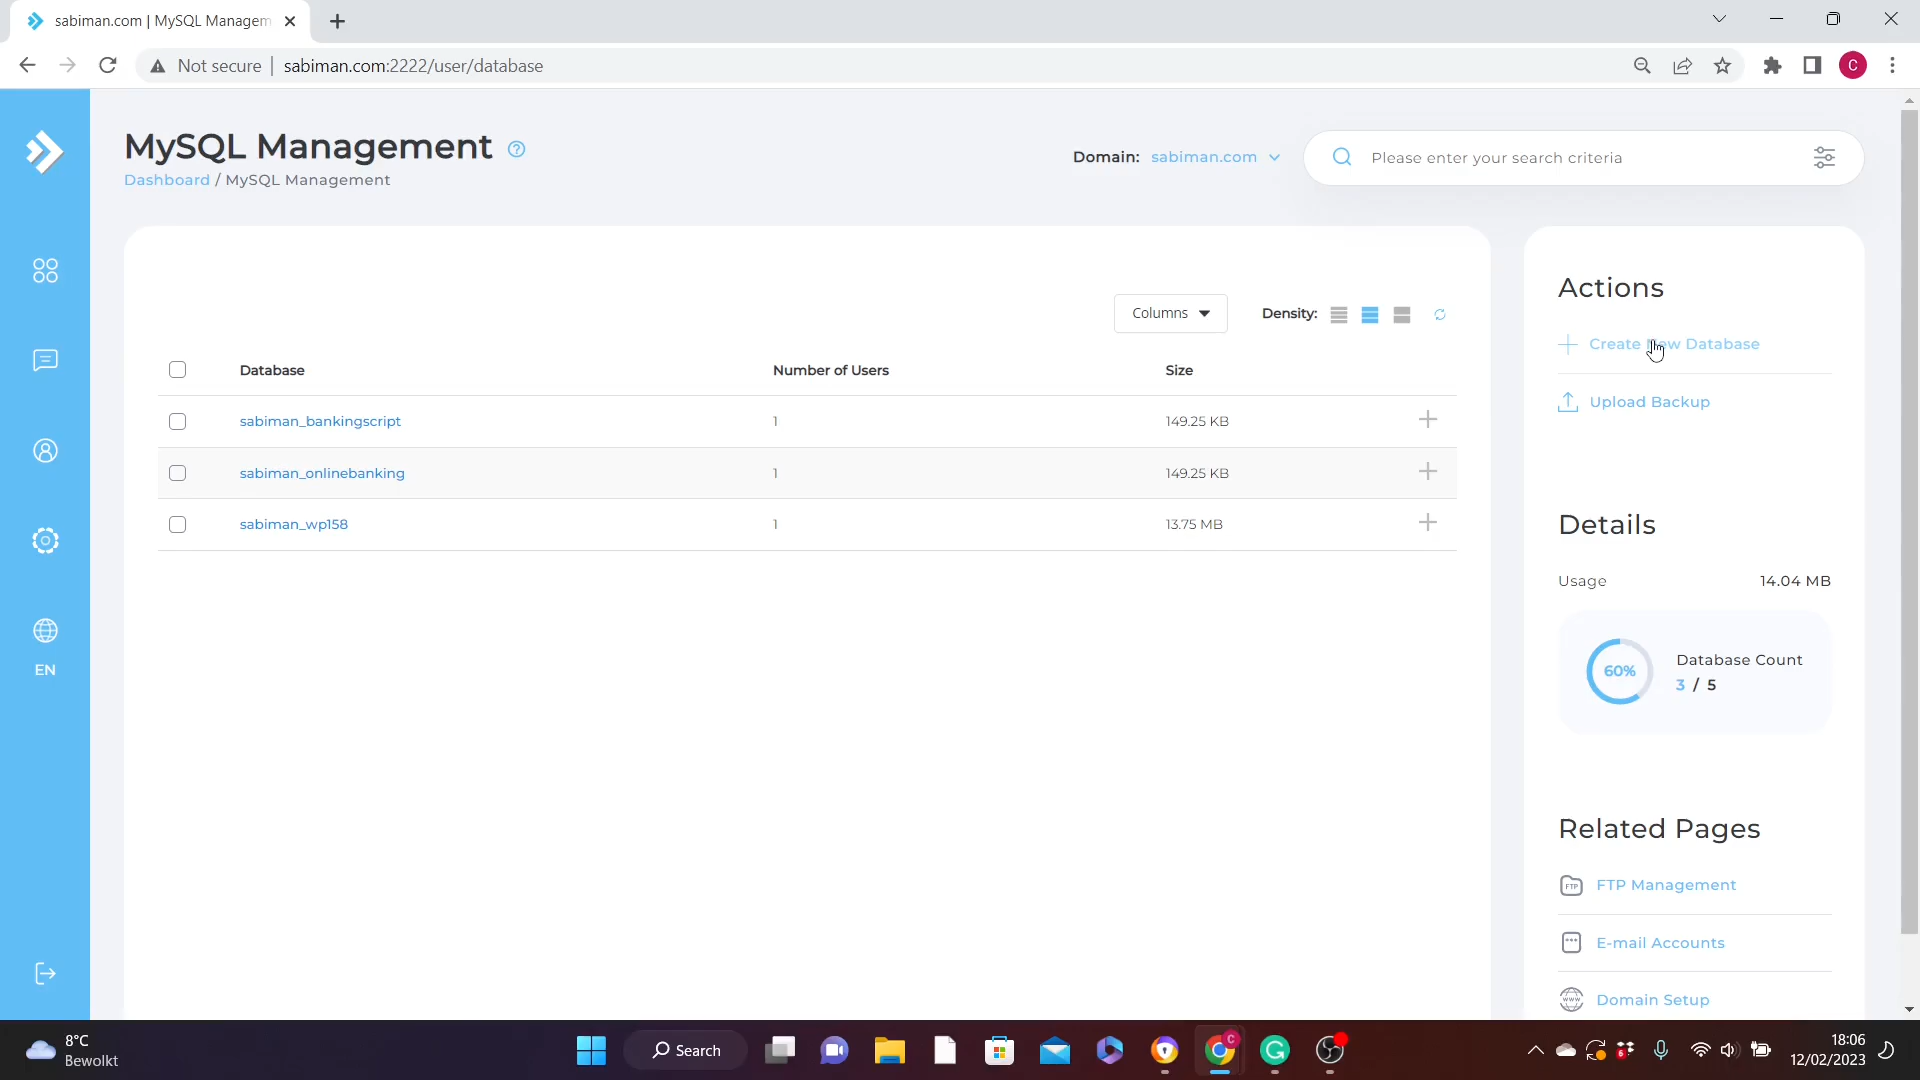 sabiman.com | MySQL Managem
Not secure | sabiman.com:2222/user/database
C
MySQL Management
Dashboard / MySQL Management
Domain: sabiman.com
Please enter your search criteria
Columns
Density:
Database Number of Users Size
sabiman_bankingscript 1 149.25 KB
sabiman_onlinebanking 1 149.25 KB
sabiman_wp158 1 13.75 MB
Actions
Create New Database
Upload Backup
Details
Usage 14.04 MB
60%
Database Count
3 / 5
Related Pages
FTP
FTP Management
E-mail Accounts
www
Domain Setup
EN
8°C
Bewolkt
Search
C
6
18:06
12/02/2023